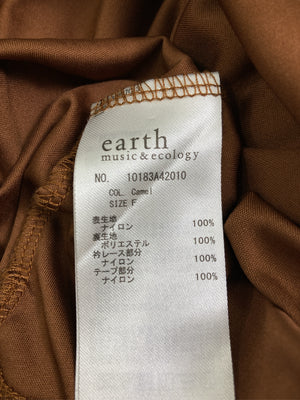 earth
music&ecology
NO. 10183A42010
COL. Camel
SIZE F
表生地
ナイロン 100%
裏生地
ポリエステル 100%
衿レース部分
ナイロン 100%
テープ部分
ナイロン 100%